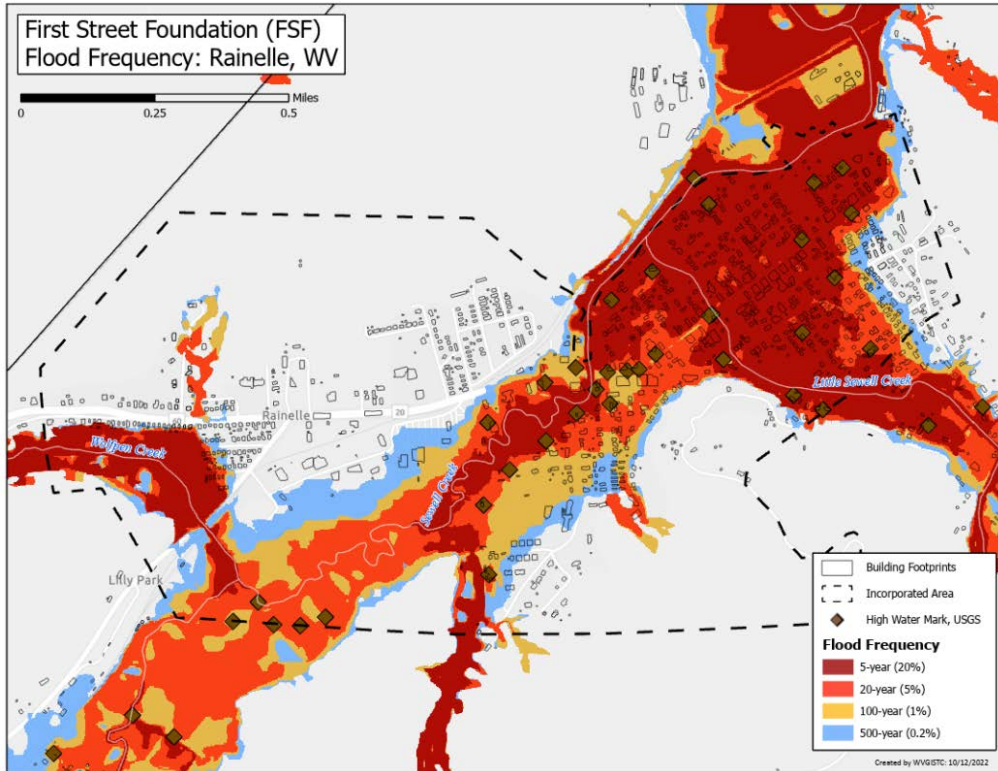 First Street Foundation (FSF)
Flood Frequency: Rainelle, WV
Miles
0
0.25
0.5
Little Sewell Creek
20
60
Rainelle
Wolfpen Creek
Sewell Creek
Lilly Park
Building Footprints
Incorporated Area
High Water Mark, USGS
Flood Frequency
5-year (20%)
20-year (5%)
100-year (1%)
500-year (0.2%)
Created by WVGISTC: 10/12/2022